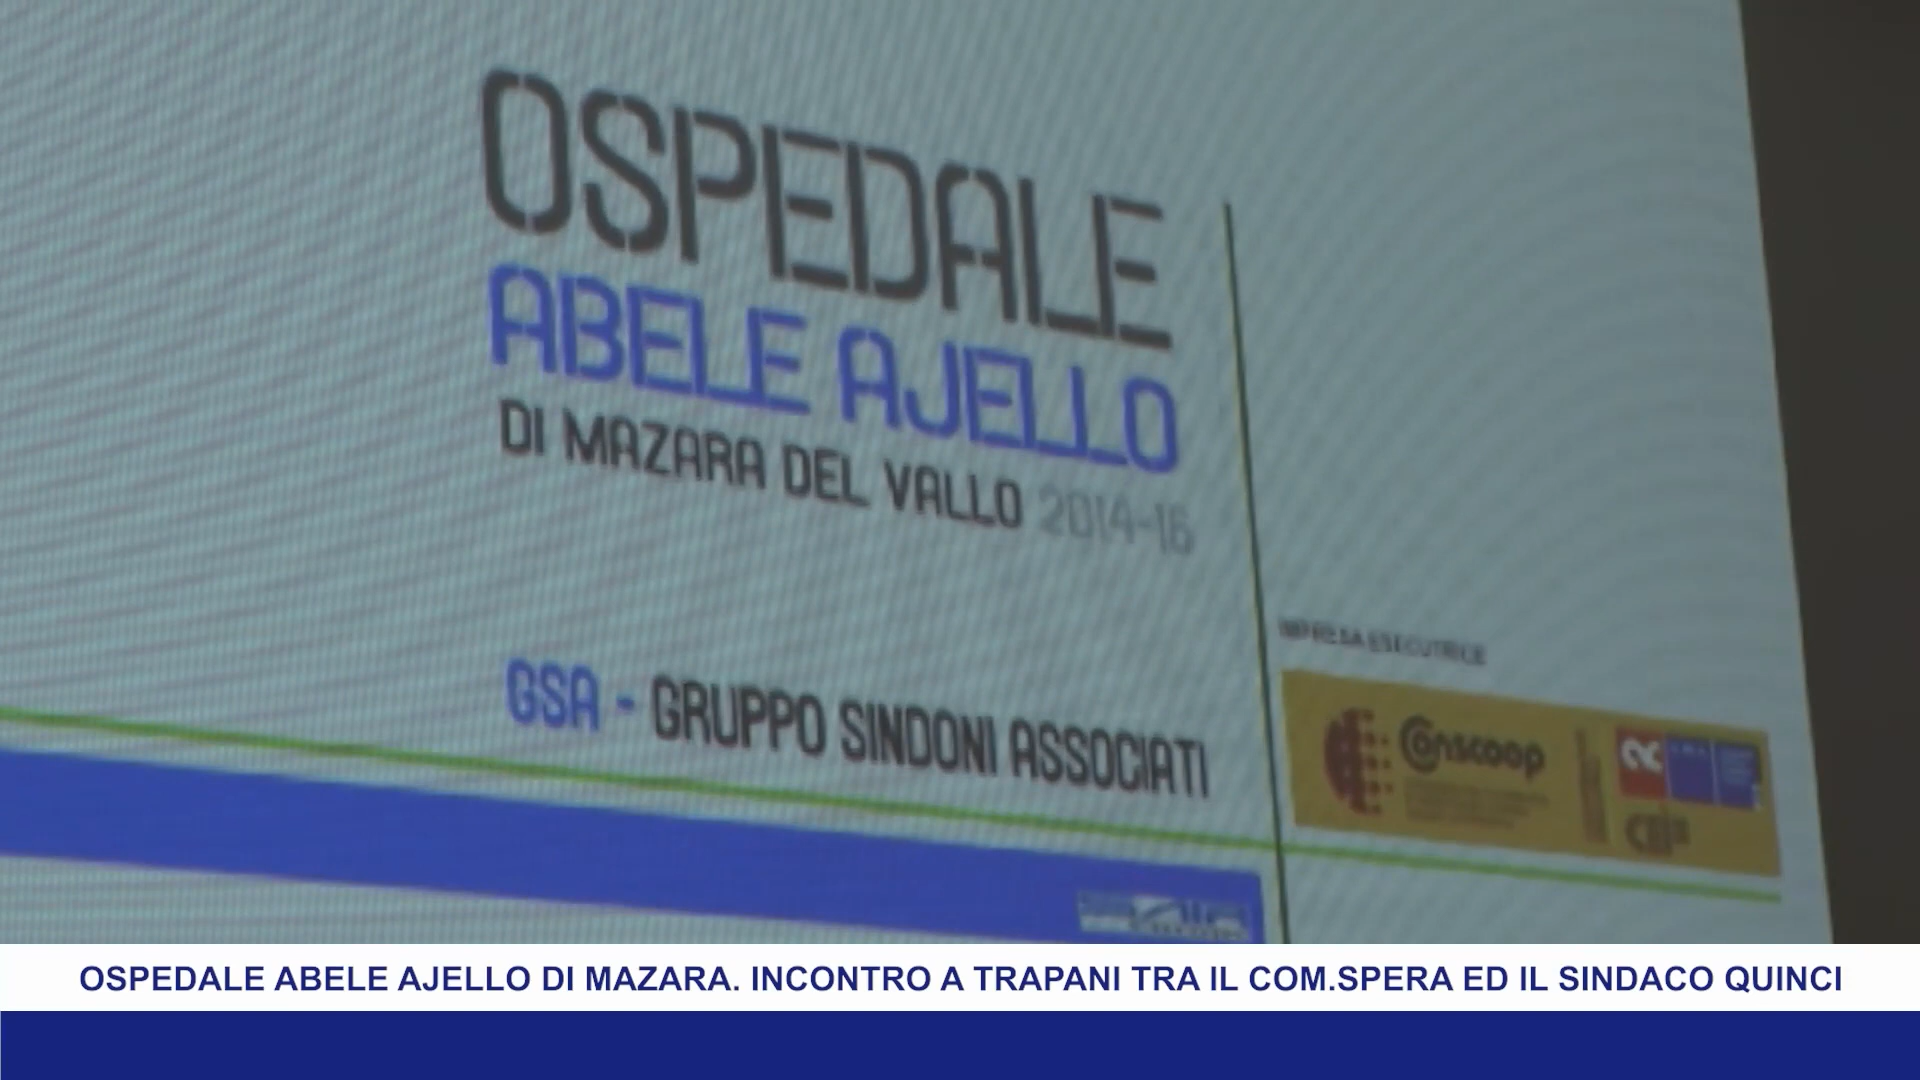 OSPEDALE
ABELE AJELLO
DI MAZARA DEL VALLO 2014-16
GSA - GRUPPO SINDONI ASSOCIATI
IMPRESA ESECUTRICE
Conscoop
OSPEDALE ABELE AJELLO DI MAZARA. INCONTRO A TRAPANI TRA IL COM.SPERA ED IL SINDACO QUINCI